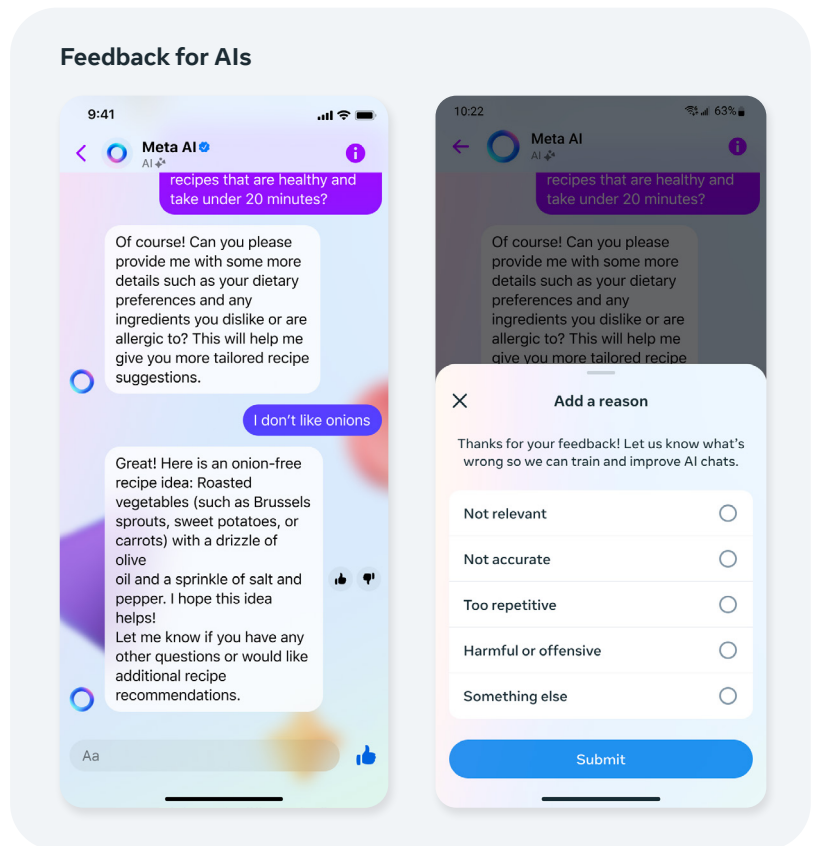 Feedback for AIs
9:41
Meta AI
AI
recipes that are healthy and
take under 20 minutes?
Of course! Can you please
provide me with some more
details such as your dietary
preferences and any
ingredients you dislike or are
allergic to? This will help me
give you more tailored recipe
suggestions.
I don’t like onions
Great! Here is an onion-free
recipe idea: Roasted
vegetables (such as Brussels
sprouts, sweet potatoes, or
carrots) with a drizzle of
olive
oil and a sprinkle of salt and
pepper. I hope this idea
helps!
Let me know if you have any
other questions or would like
additional recipe
recommendations.
Aa
10:22
63%
Meta AI
AI
recipes that are healthy and
take under 20 minutes?
Of course! Can you please
provide me with some more
details such as your dietary
preferences and any
ingredients you dislike or are
allergic to? This will help me
give you more tailored recipe
Add a reason
Thanks for your feedback! Let us know what’s
wrong so we can train and improve AI chats.
Not relevant
Not accurate
Too repetitive
Harmful or offensive
Something else
Submit